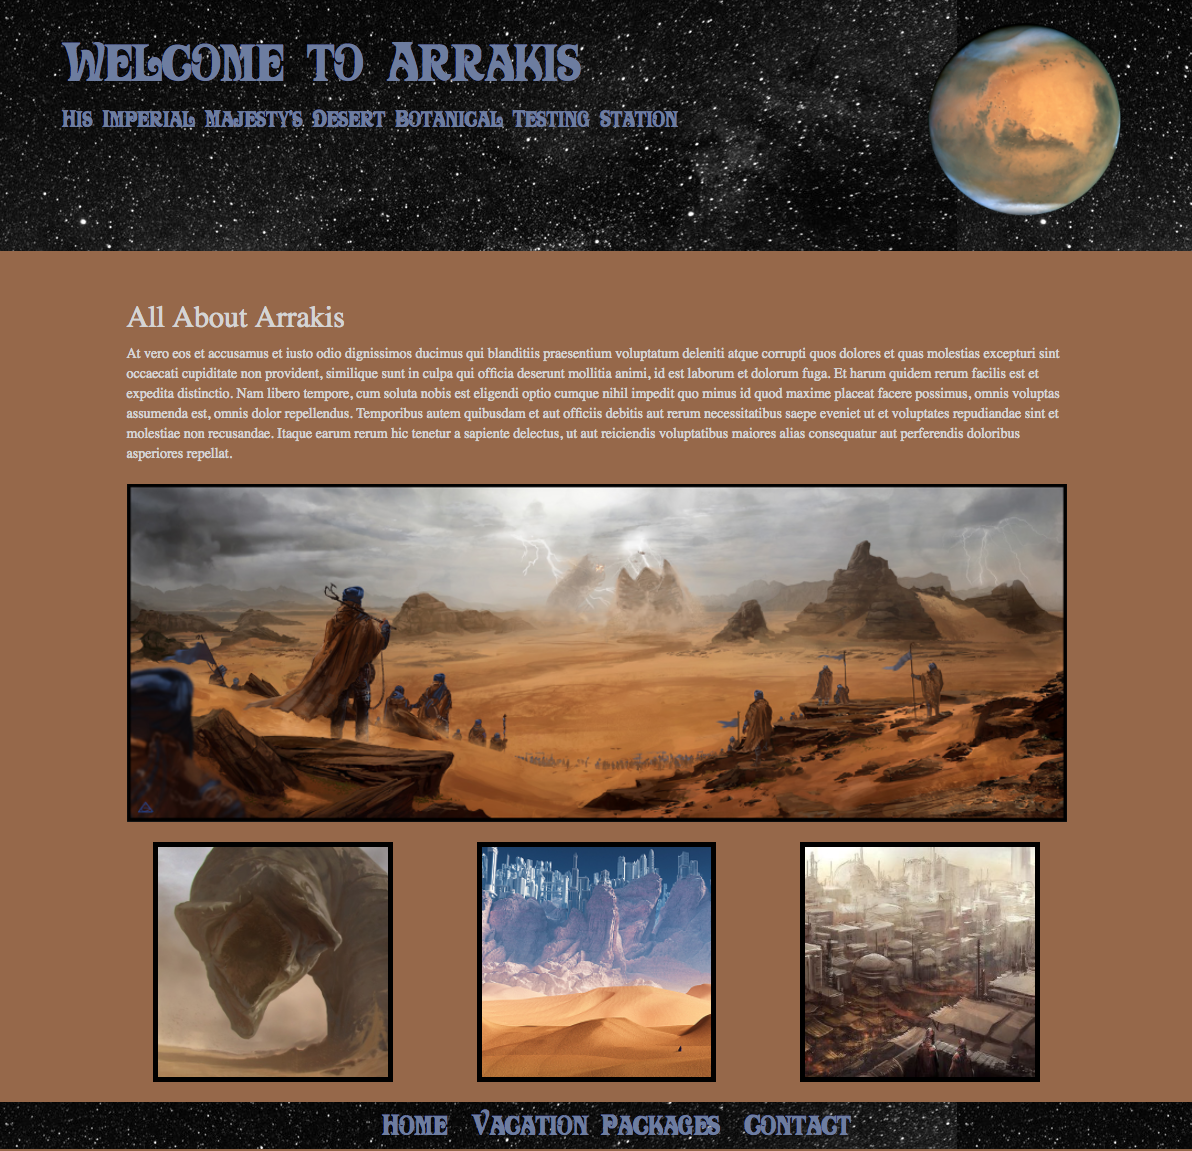 Welcome to Arrakis
His Imperial Majesty's Desert Botanical Testing Station
All About Arrakis
At vero eos et accusamus et iusto odio dignissimos ducimus qui blanditiis praesentium voluptatum deleniti atque corrupti quos dolores et quas molestias excepturi sint
occaecati cupiditate non provident, similique sunt in culpa qui officia deserunt mollitia animi, id est laborum et dolorum fuga. Et harum quidem rerum facilis est et
expedita distinctio. Nam libero tempore, cum soluta nobis est eligendi optio cumque nihil impedit quo minus id quod maxime placeat facere possimus, omnis voluptas
assumenda est, omnis dolor repellendus. Temporibus autem quibusdam et aut officiis debitis aut rerum necessitatibus saepe eveniet ut et voluptates repudiandae sint et
molestiae non recusandae. Itaque earum rerum hic tenetur a sapiente delectus, ut aut reiciendis voluptatibus maiores alias consequatur aut perferendis doloribus
asperiores repellat.
Home Vacation Packages Contact